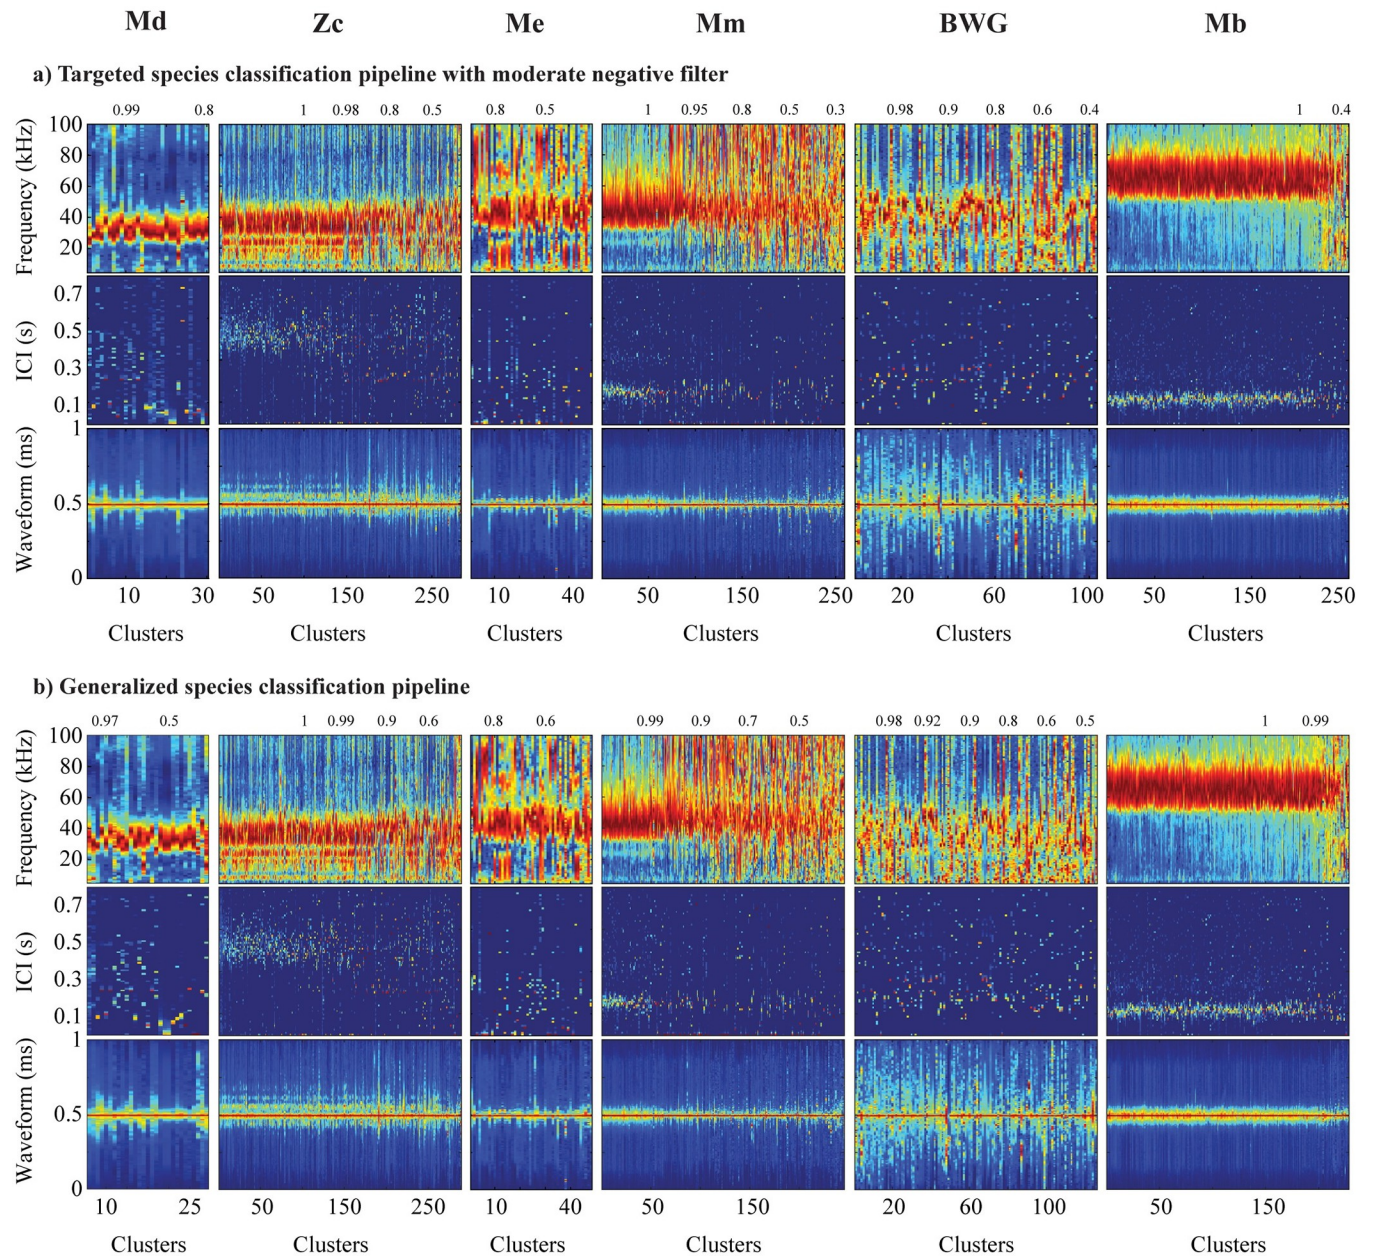 Md Zc Me Mm BWG Mb
a) Targeted species classification pipeline with moderate negative filter
0.99 0.8 1 0.98 0.8 0.5 0.8 0.5 1 0.95 0.8 0.5 0.3 0.98 0.9 0.8 0.6 0.4 1 0.4
Frequency (kHz)
100
80
60
40
20
ICI (s)
0.7
0.5
0.3
0.1
Waveform (ms)
1
0.5
0
10 30 50 150 250 10 40 50 150 250 20 60 100 50 150 250
Clusters Clusters Clusters Clusters Clusters Clusters
b) Generalized species classification pipeline
0.97 0.5 1 0.99 0.9 0.6 0.8 0.6 0.99 0.9 0.7 0.5 0.98 0.92 0.9 0.8 0.6 0.5 1 0.99
Frequency (kHz)
100
80
60
40
20
ICI (s)
0.7
0.5
0.3
0.1
Waveform (ms)
1
0.5
0
10 25 50 150 250 10 40 50 150 20 60 100 50 150
Clusters Clusters Clusters Clusters Clusters Clusters